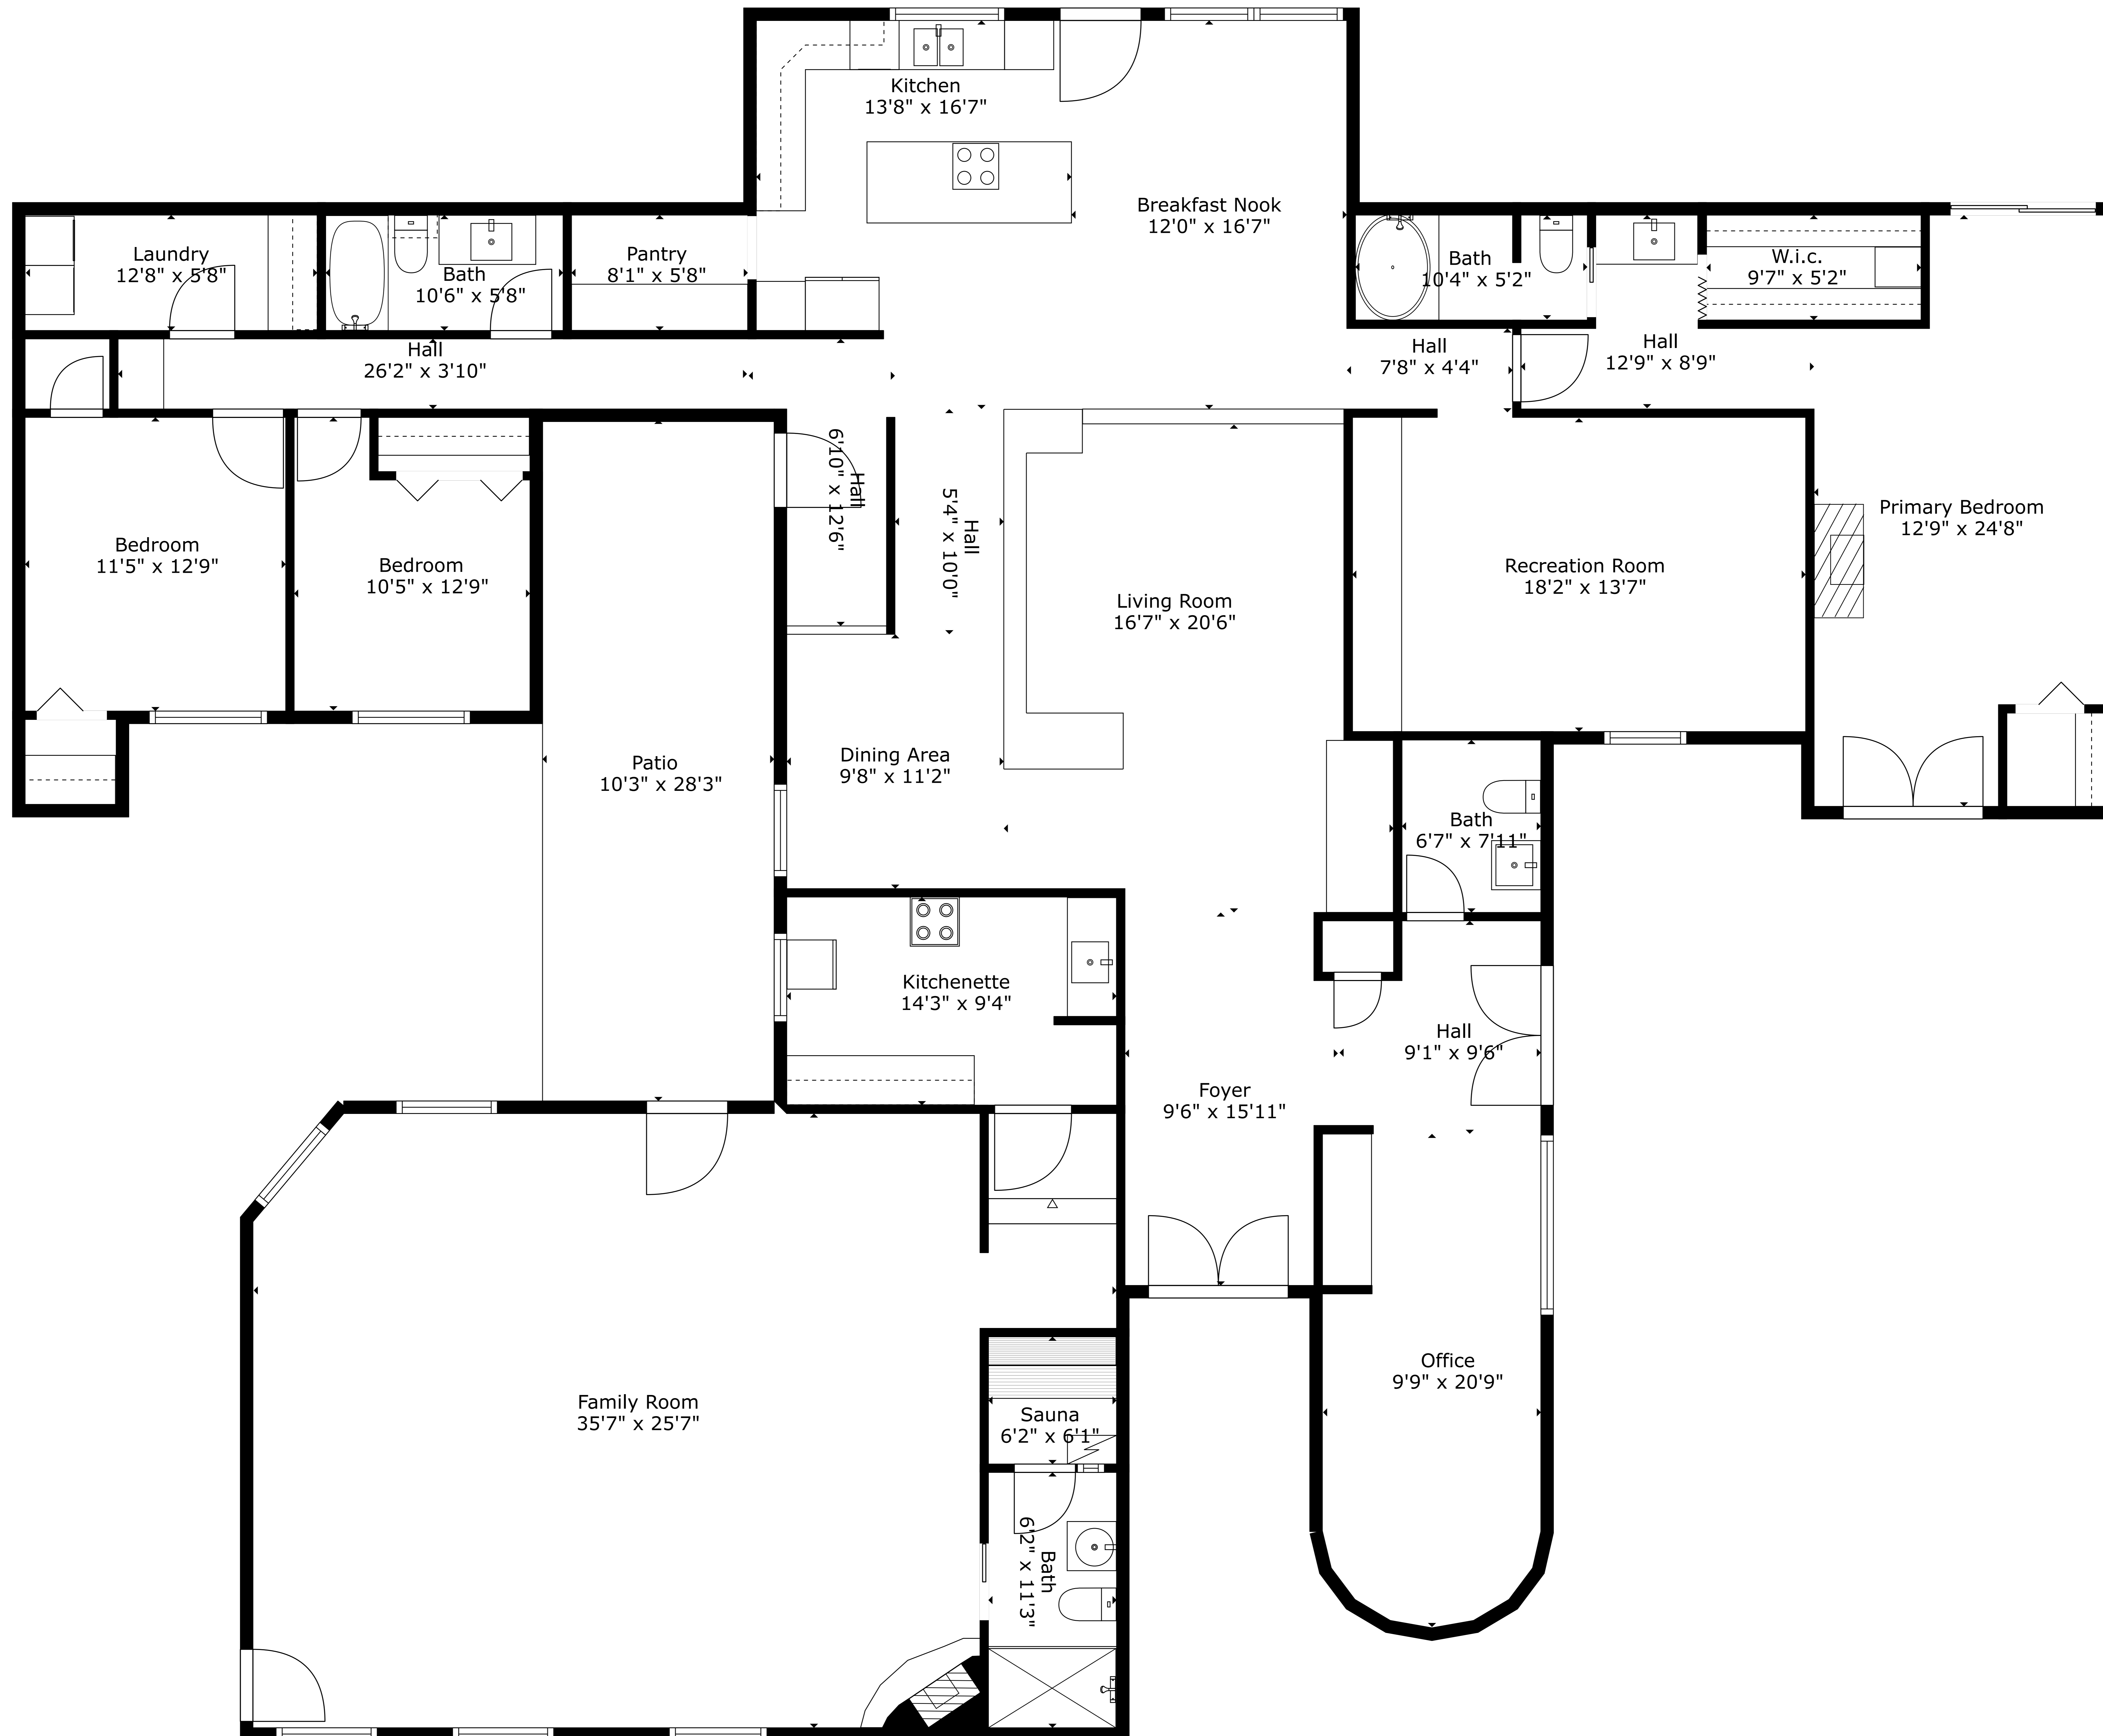 Kitchen
13'8" x 16'7"
Breakfast Nook
12'0" x 16'7"
Laundry
12'8" x 5'8"
Bath
10'6" x 5'8"
Pantry
8'1" x 5'8"
Bath
10'4" x 5'2"
W.i.c.
9'7" x 5'2"
Hall
26'2" x 3'10"
Hall
7'8" x 4'4"
Hall
12'9" x 8'9"
Hall
6'10" x 12'6"
Hall
5'4" x 10'0"
Bedroom
11'5" x 12'9"
Bedroom
10'5" x 12'9"
Living Room
16'7" x 20'6"
Recreation Room
18'2" x 13'7"
Primary Bedroom
12'9" x 24'8"
Patio
10'3" x 28'3"
Dining Area
9'8" x 11'2"
Bath
6'7" x 7'11"
Kitchenette
14'3" x 9'4"
Hall
9'1" x 9'6"
Foyer
9'6" x 15'11"
Family Room
35'7" x 25'7"
Office
9'9" x 20'9"
Sauna
6'2" x 6'1"
Bath
6'2" x 11'3"